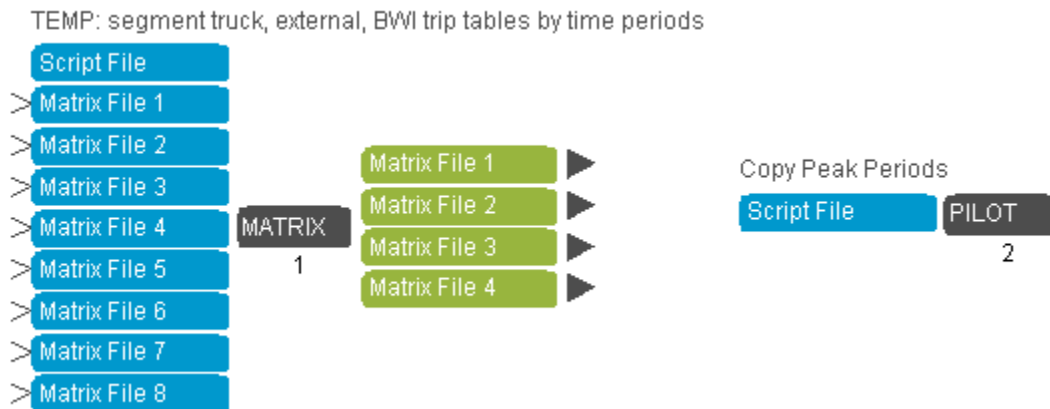 TEMP: segment truck, external, BWI trip tables by time periods
Script File
Matrix File 1
Matrix File 2
Matrix File 3
Matrix File 4
Matrix File 5
Matrix File 6
Matrix File 7
Matrix File 8
MATRIX
1
Matrix File 1
Matrix File 2
Matrix File 3
Matrix File 4
Copy Peak Periods
Script File
PILOT
2